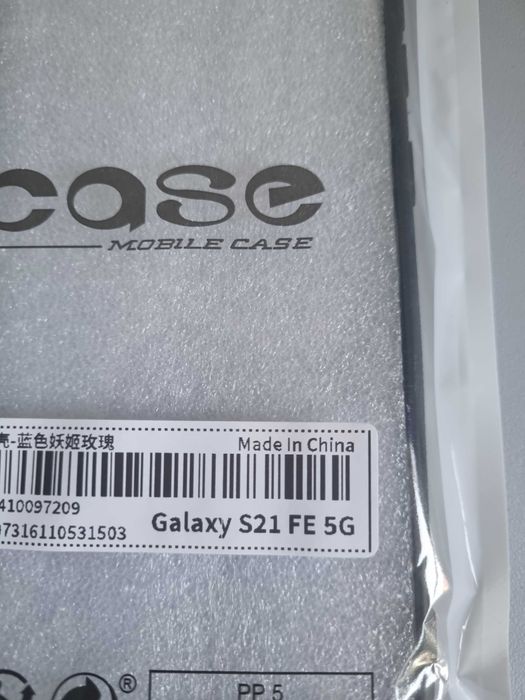 case
MOBILE CASE
壳-蓝色妖姬玫瑰
Made In China
410097209
07316110531503
Galaxy S21 FE 5G
®
PP 5